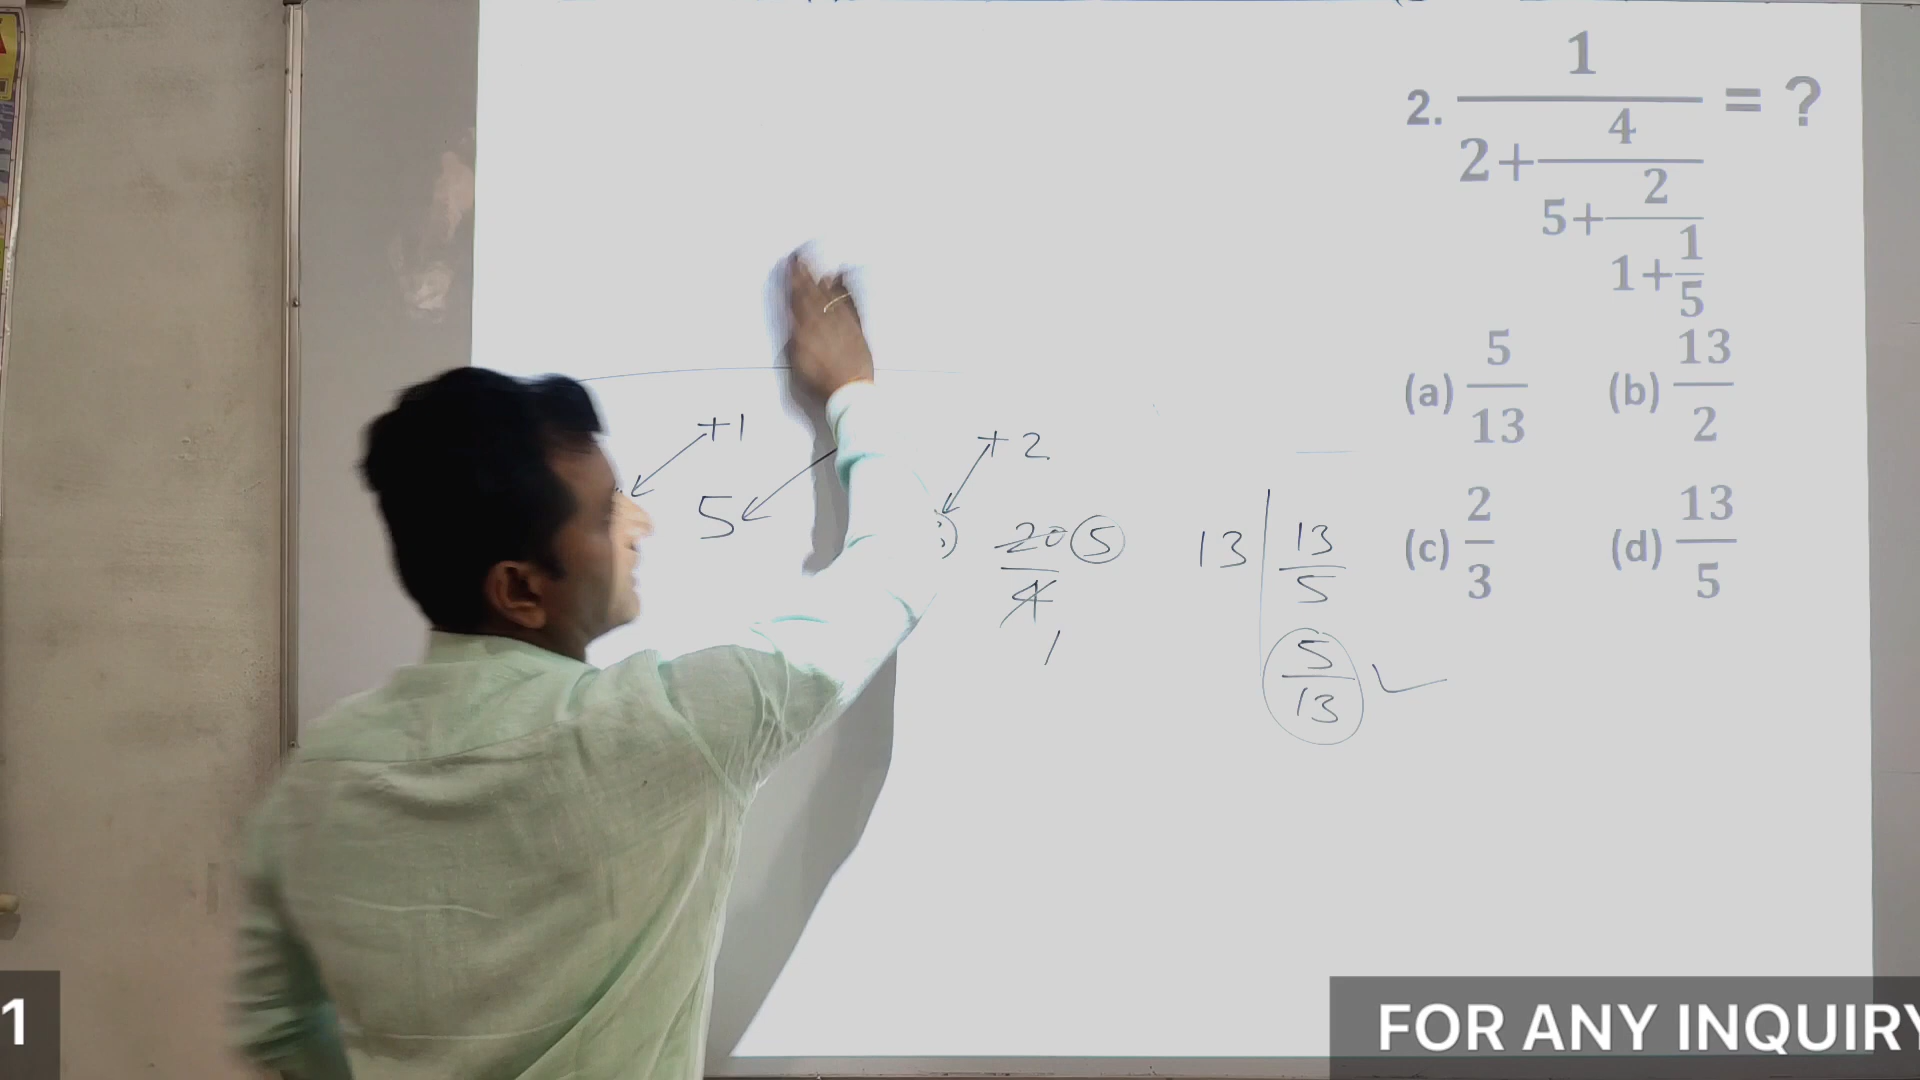 2. 1 / (2 + 4 / (5 + 2 / (1 + 1/5))) = ?
(a) 5/13 (b) 13/2
(c) 2/3 (d) 13/5
+1
+2
5
20 5
4
1
13 | 13/5
5/13
1
FOR ANY INQUIRY